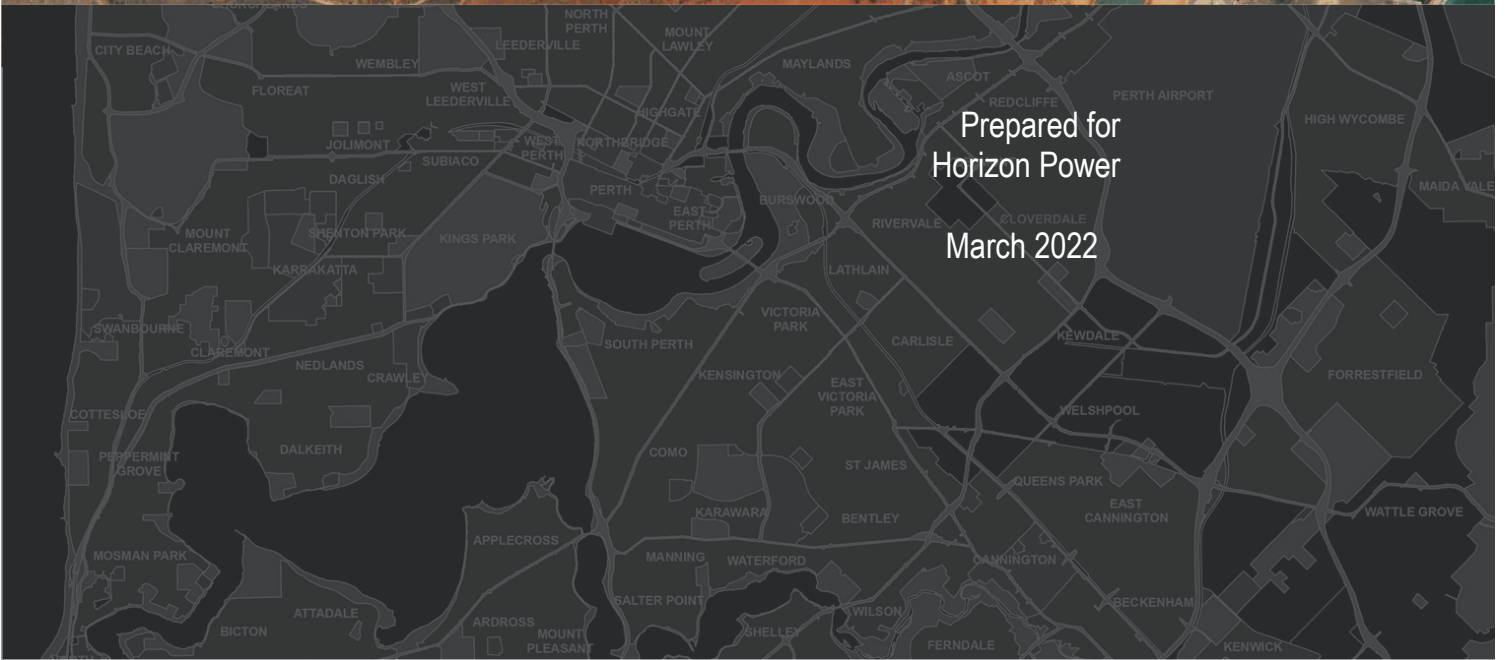 CITY BEACH
WEMBLEY
FLOREAT
LEEDERVILLE
WEST
LEEDERVILLE
NORTH
PERTH
MOUNT
LAWLEY
HIGHGATE
MAYLANDS
ASCOT
REDCLIFFE
PERTH AIRPORT
HIGH WYCOMBE
MAIDA VALE
Prepared for
Horizon Power
March 2022
JOLIMONT
SUBIACO
DAGLISH
WEST
PERTH
NORTHBRIDGE
PERTH
EAST
PERTH
BURSWOOD
RIVERVALE
CLOVERDALE
MOUNT
CLAREMONT
SHENTON PARK
KINGS PARK
KARRAKATTA
LATHLAIN
SWANBOURNE
CLAREMONT
NEDLANDS
CRAWLEY
SOUTH PERTH
VICTORIA
PARK
CARLISLE
KEWDALE
KENSINGTON
EAST
VICTORIA
PARK
WELSHPOOL
FORRESTFIELD
COTTESLOE
PEPPERMINT
GROVE
DALKEITH
COMO
ST JAMES
QUEENS PARK
EAST
CANNINGTON
WATTLE GROVE
KARAWARA
BENTLEY
MOSMAN PARK
APPLECROSS
MANNING
WATERFORD
CANNINGTON
ATTADALE
BICTON
ARDROSS
MOUNT
PLEASANT
SALTER POINT
WILSON
SHELLEY
FERNDALE
BECKENHAM
KENWICK